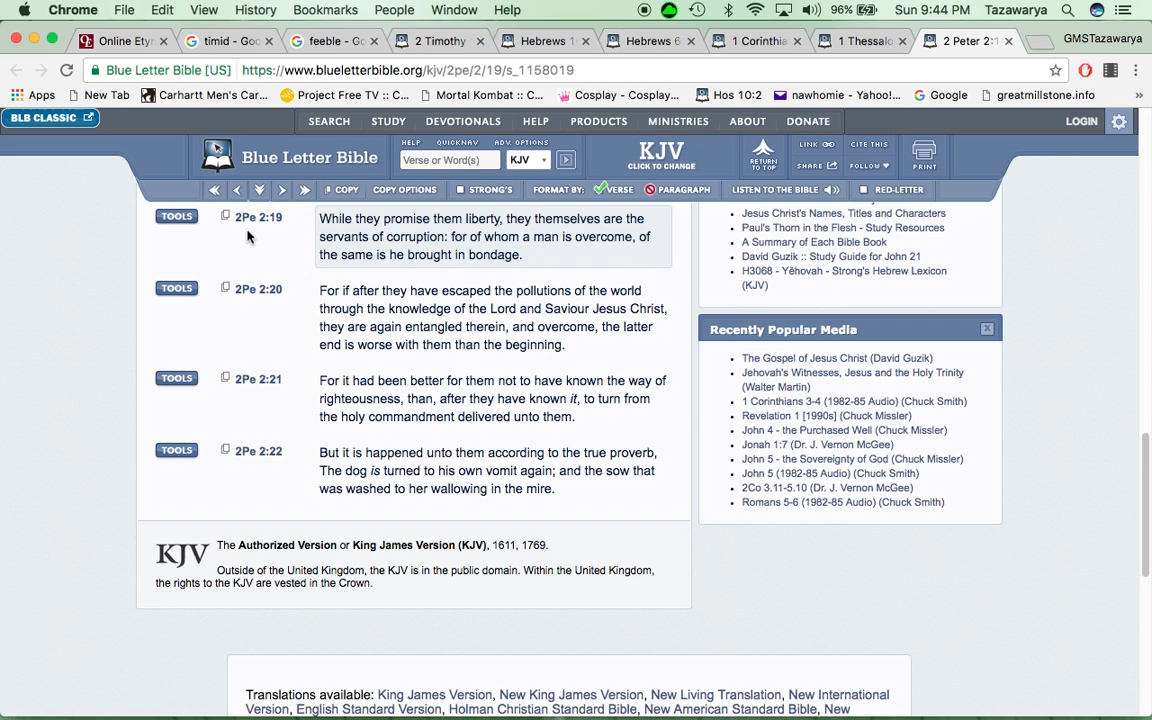 Chrome File Edit View History Bookmarks People Window Help 96% Sun 9:44 PM Tazawarya
Online Ety timid - Goo feeble - Go 2 Timothy Hebrews 1 Hebrews 6 1 Corinthia 1 Thessalo 2 Peter 2:1 GMSTazawarya
Blue Letter Bible [US] https://www.blueletterbible.org/kjv/2pe/2/19/s_1158019
Apps New Tab Carhartt Men's Car... Project Free TV :: C... Mortal Kombat :: C... Cosplay - Cosplay... Hos 10:2 nawhomie - Yahoo!... Google greatmillstone.info »
BLB CLASSIC SEARCH STUDY DEVOTIONALS HELP PRODUCTS MINISTRIES ABOUT DONATE LOGIN
Blue Letter Bible
HELP QUICKNAV ADV. OPTIONS
Verse or Word(s) KJV
KJV
CLICK TO CHANGE
RETURN
TO TOP
LINK CITE THIS
SHARE FOLLOW PRINT
COPY COPY OPTIONS STRONG'S FORMAT BY: VERSE PARAGRAPH LISTEN TO THE BIBLE RED-LETTER
TOOLS 2Pe 2:19 While they promise them liberty, they themselves are the
servants of corruption: for of whom a man is overcome, of
the same is he brought in bondage.
TOOLS 2Pe 2:20 For if after they have escaped the pollutions of the world
through the knowledge of the Lord and Saviour Jesus Christ,
they are again entangled therein, and overcome, the latter
end is worse with them than the beginning.
TOOLS 2Pe 2:21 For it had been better for them not to have known the way of
righteousness, than, after they have known it, to turn from
the holy commandment delivered unto them.
TOOLS 2Pe 2:22 But it is happened unto them according to the true proverb,
The dog is turned to his own vomit again; and the sow that
was washed to her wallowing in the mire.
KJV The Authorized Version or King James Version (KJV), 1611, 1769.
Outside of the United Kingdom, the KJV is in the public domain. Within the United Kingdom,
the rights to the KJV are vested in the Crown.
Jesus Christ's Names, Titles and Characters
Paul's Thorn in the Flesh - Study Resources
A Summary of Each Bible Book
David Guzik :: Study Guide for John 21
H3068 - Yĕhovah - Strong's Hebrew Lexicon
(KJV)
Recently Popular Media
The Gospel of Jesus Christ (David Guzik)
Jehovah's Witnesses, Jesus and the Holy Trinity
(Walter Martin)
1 Corinthians 3-4 (1982-85 Audio) (Chuck Smith)
Revelation 1 [1990s] (Chuck Missler)
John 4 - the Purchased Well (Chuck Missler)
Jonah 1:7 (Dr. J. Vernon McGee)
John 5 - the Sovereignty of God (Chuck Missler)
John 5 (1982-85 Audio) (Chuck Smith)
2Co 3.11-5.10 (Dr. J. Vernon McGee)
Romans 5-6 (1982-85 Audio) (Chuck Smith)
Translations available: King James Version, New King James Version, New Living Translation, New International
Version, English Standard Version, Holman Christian Standard Bible, New American Standard Bible, New